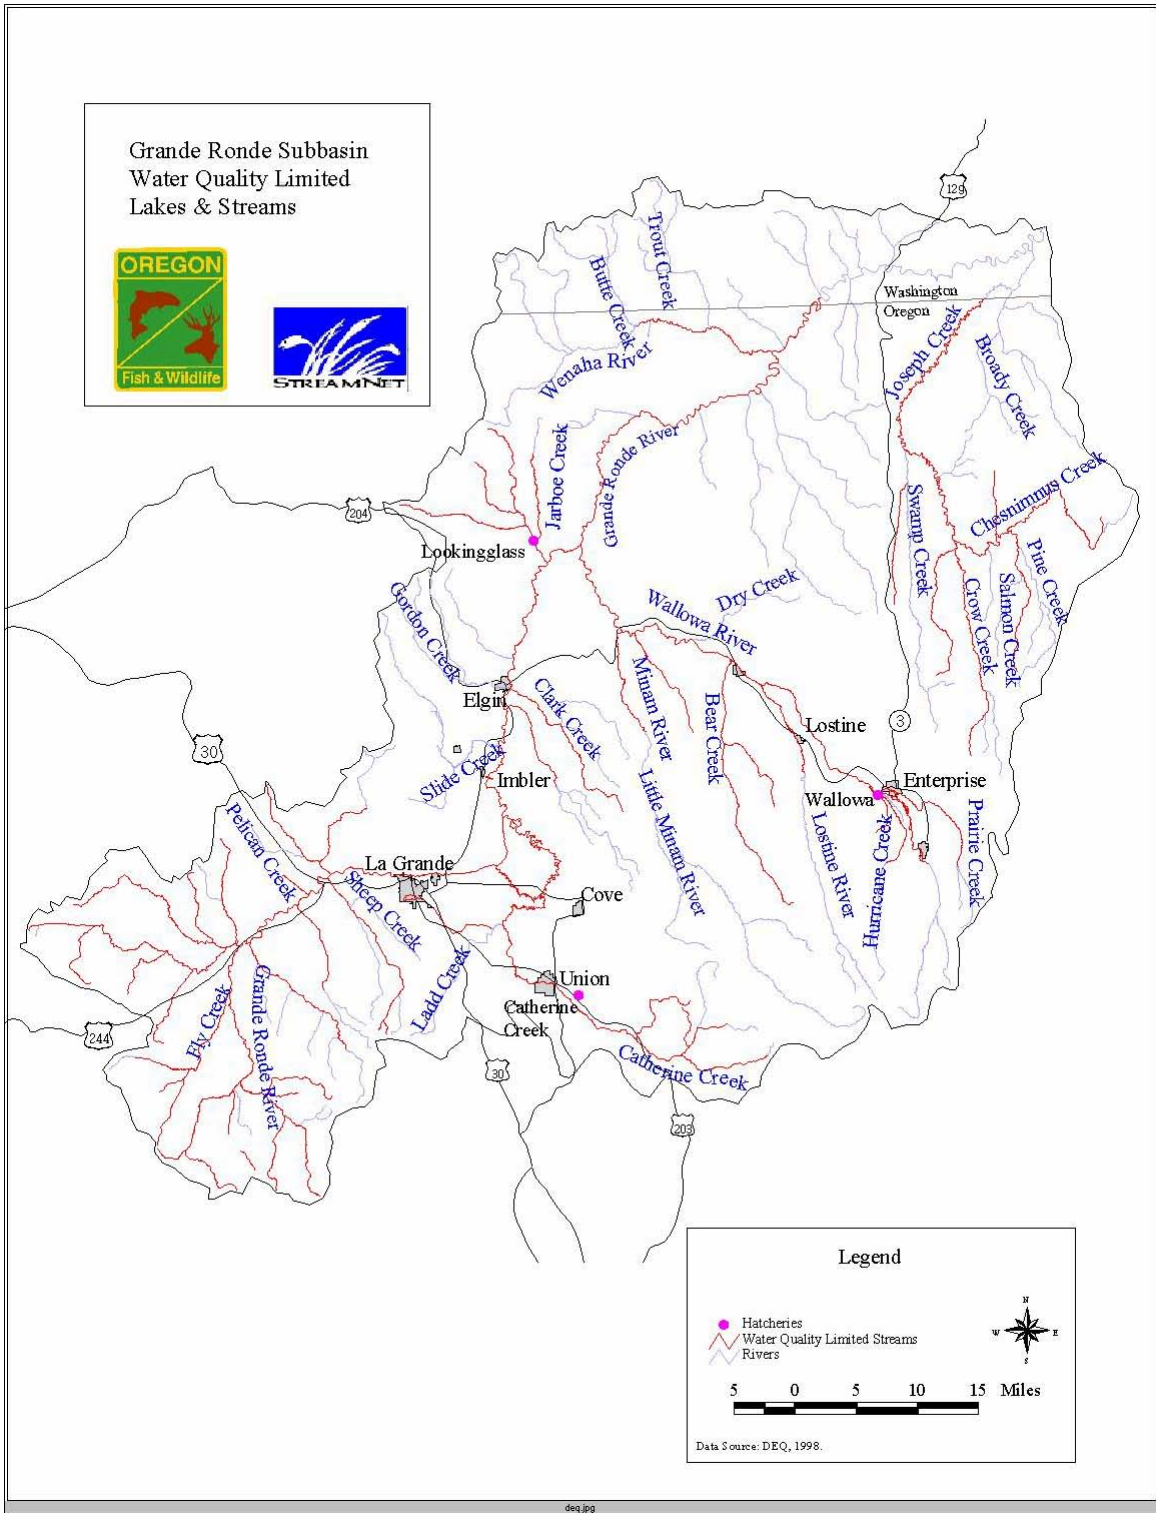 Grande Ronde Subbasin
Water Quality Limited
Lakes & Streams
OREGON
Fish & Wildlife
STREAMNET
129
Trout Creek
Butte Creek
Washington
Oregon
Wenaha River
Joseph Creek
Broady Creek
Jarboe Creek
Grande Ronde River
204
Chesnimnus Creek
Swamp Creek
Lookingglass
Pine Creek
Salmon Creek
Crow Creek
Gordon Creek
Dry Creek
Wallowa River
Elgin
Clark Creek
Minam River
Bear Creek
Lostine
3
30
Slide Creek
Imbler
Little Minam River
Enterprise
Wallowa
Prairie Creek
Pelican Creek
Lostine River
Hurricane Creek
La Grande
Sheep Creek
Cove
Ladd Creek
Union
Catherine
Creek
Fly Creek
Grande Ronde River
244
30
Catherine Creek
203
Legend
N
W E
S
Hatcheries
Water Quality Limited Streams
Rivers
5 0 5 10 15 Miles
Data Source: DEQ, 1998.
deq.jpg